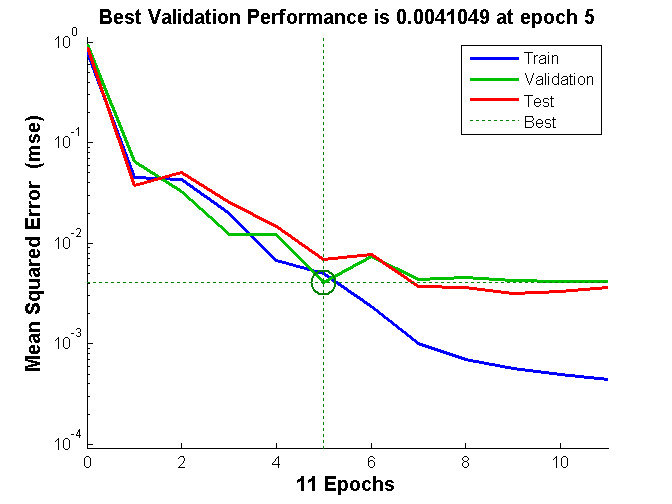 Best Validation Performance is 0.0041049 at epoch 5
Mean Squared Error (mse)
10^0
10^-1
10^-2
10^-3
10^-4
Train
Validation
Test
Best
0 2 4 6 8 10
11 Epochs